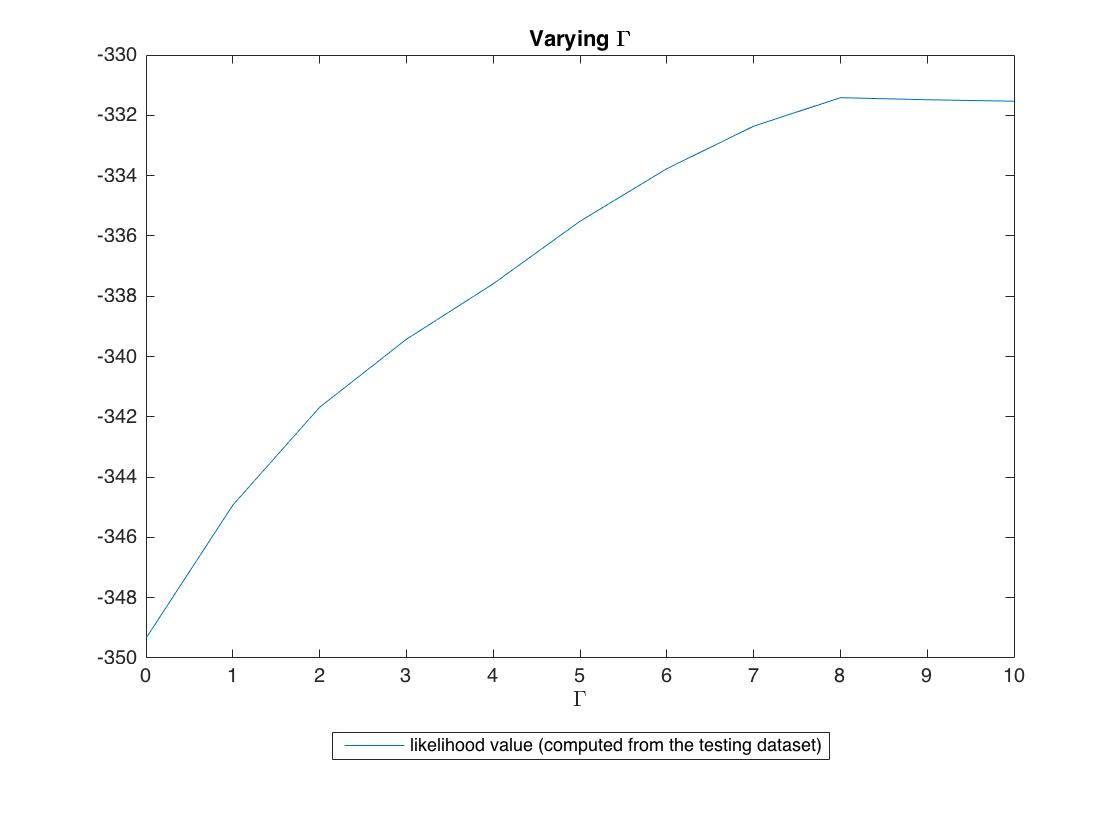 Varying Γ
-330
-332
-334
-336
-338
-340
-342
-344
-346
-348
-350
0 1 2 3 4 5 6 7 8 9 10
Γ
likelihood value (computed from the testing dataset)